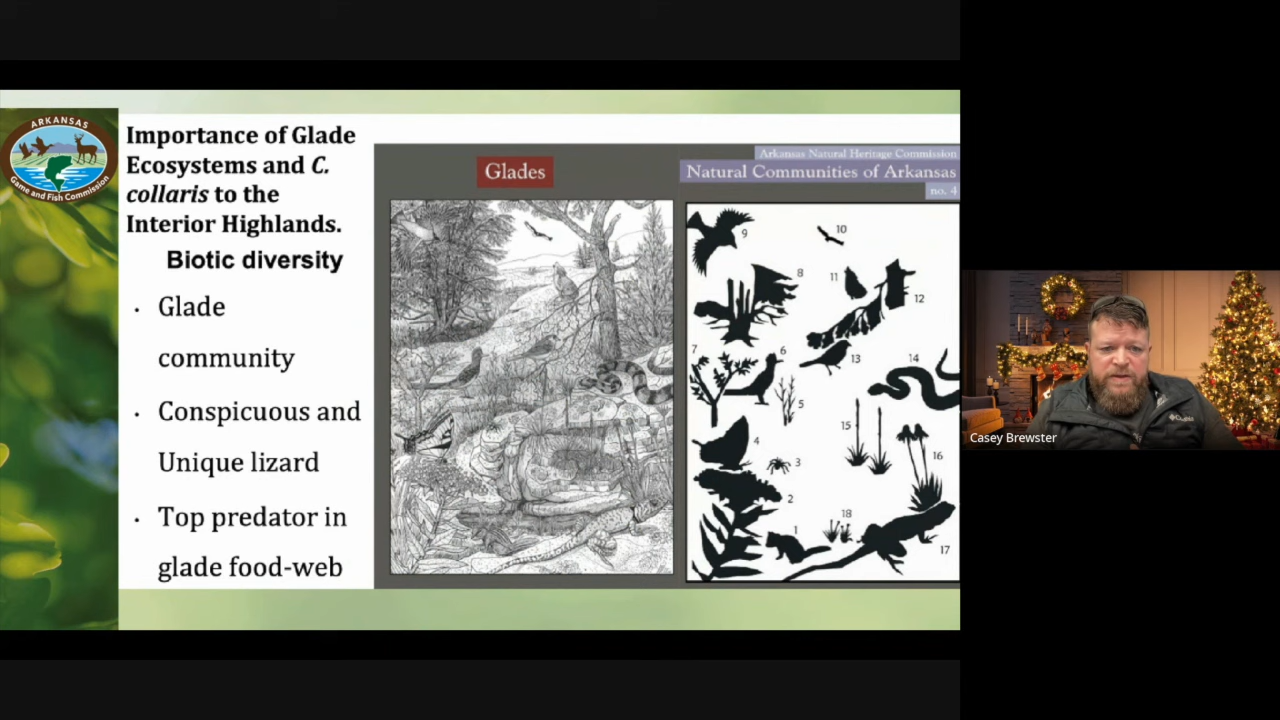 ARKANSAS
Game and Fish Commission
Importance of Glade
Ecosystems and C.
collaris to the
Interior Highlands.
Biotic diversity
· Glade
community
· Conspicuous and
Unique lizard
· Top predator in
glade food-web
Glades
Arkansas Natural Heritage Commission
Natural Communities of Arkansas
no. 4
9
10
8
11
12
7
6
13
14
5
15
4
3
16
2
18
1
17
Casey Brewster
Columbia